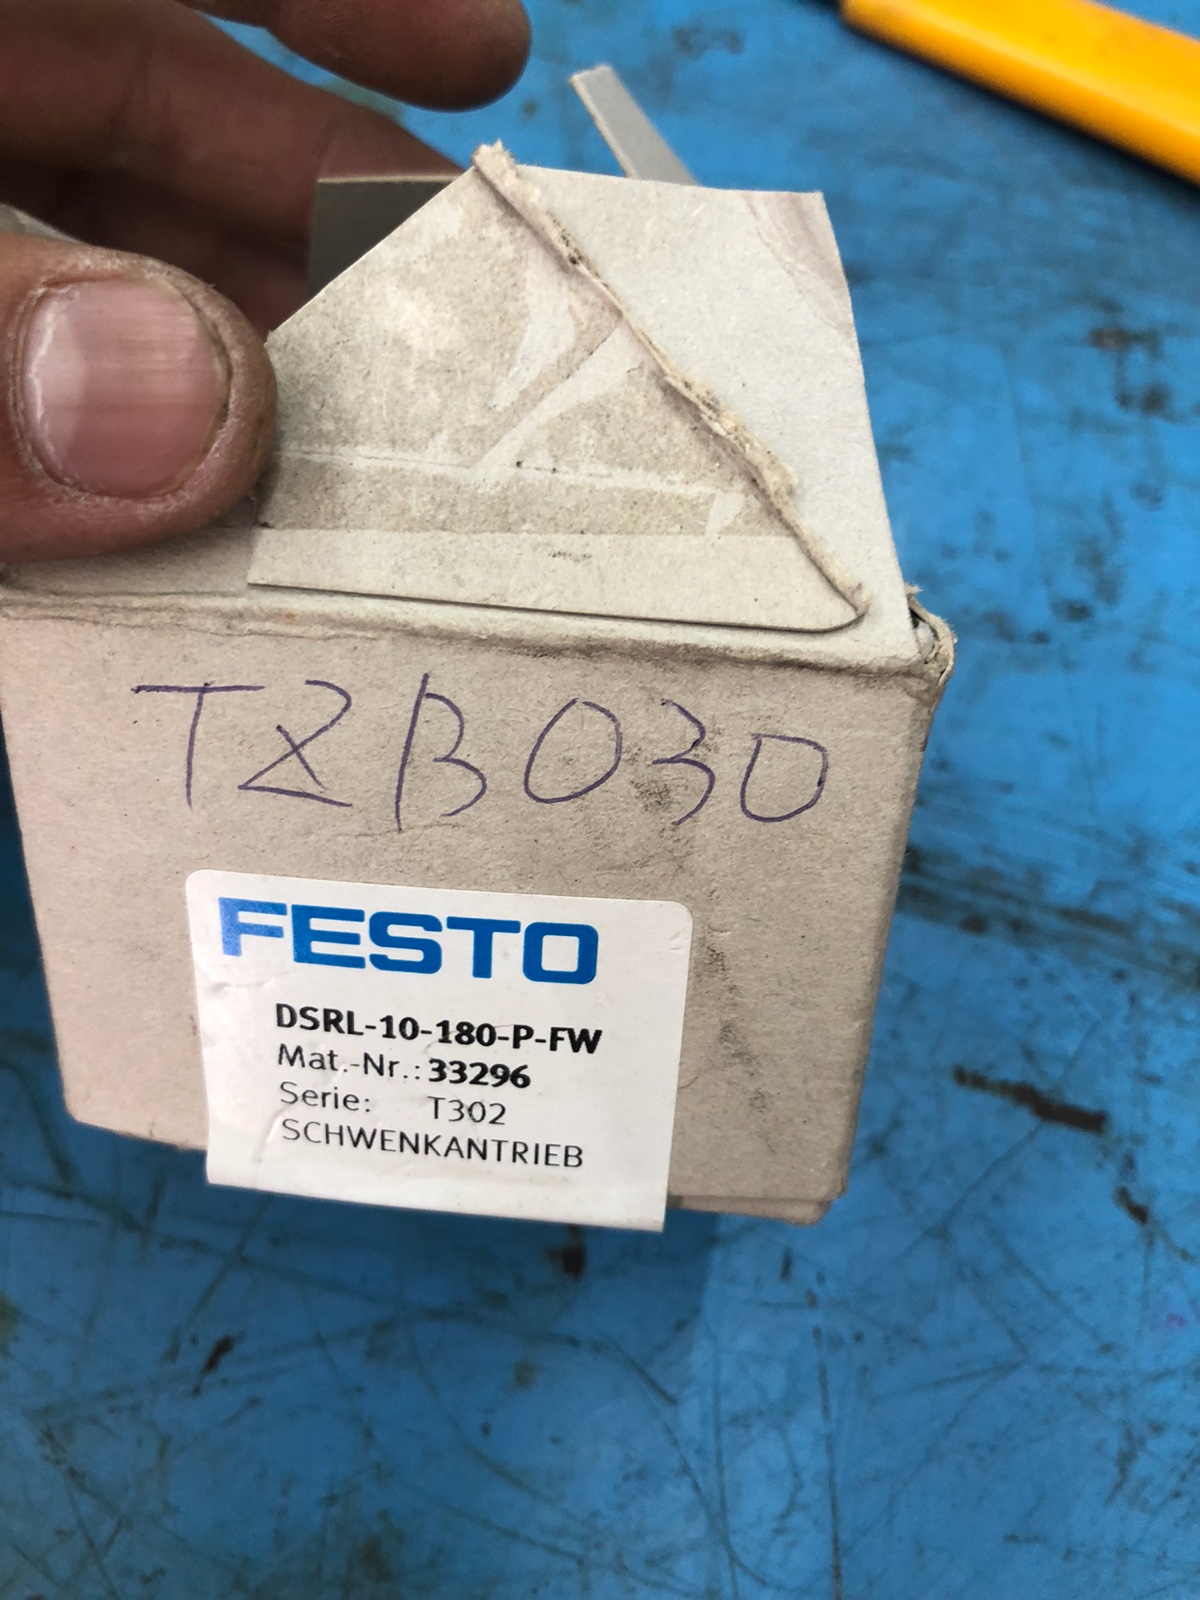 TZB030
FESTO
DSRL-10-180-P-FW
Mat.-Nr.: 33296
Serie: T302
SCHWENKANTRIEB